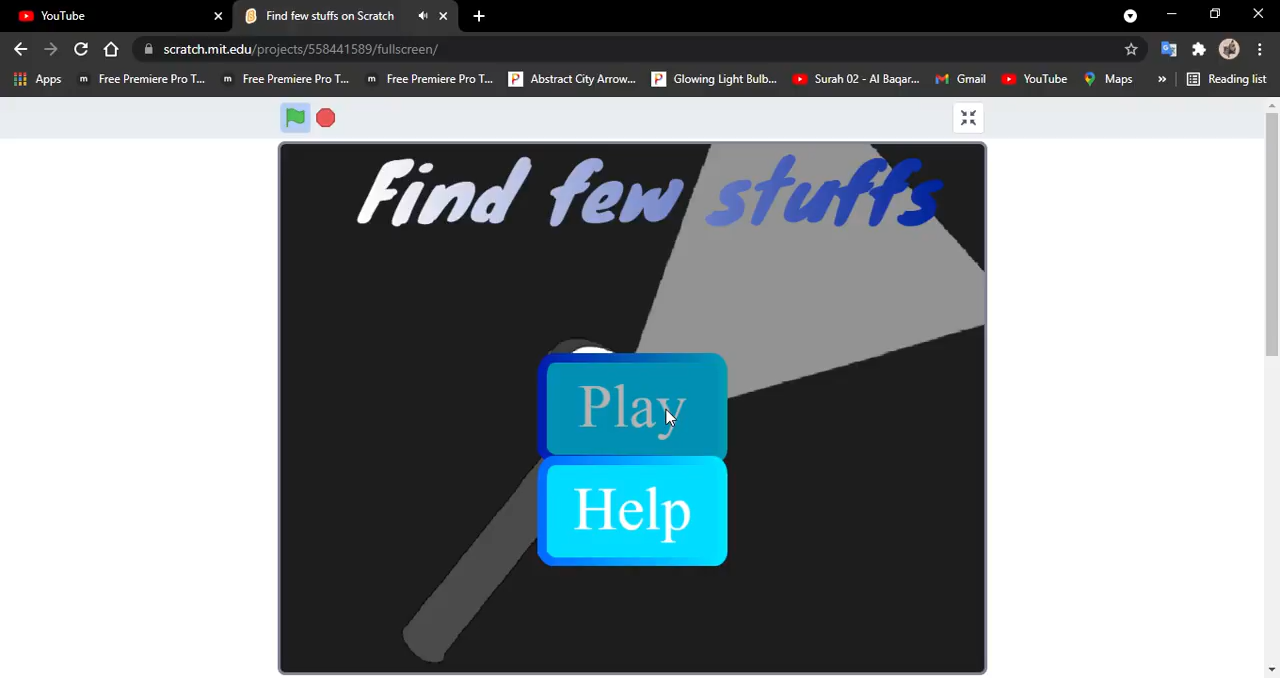 YouTube
Find few stuffs on Scratch
scratch.mit.edu/projects/558441589/fullscreen/
Apps
Free Premiere Pro T...
Free Premiere Pro T...
Free Premiere Pro T...
Abstract City Arrow...
Glowing Light Bulb...
Surah 02 - Al Baqar...
Gmail
YouTube
Maps
»
Reading list
Find few stuffs
Play
Help